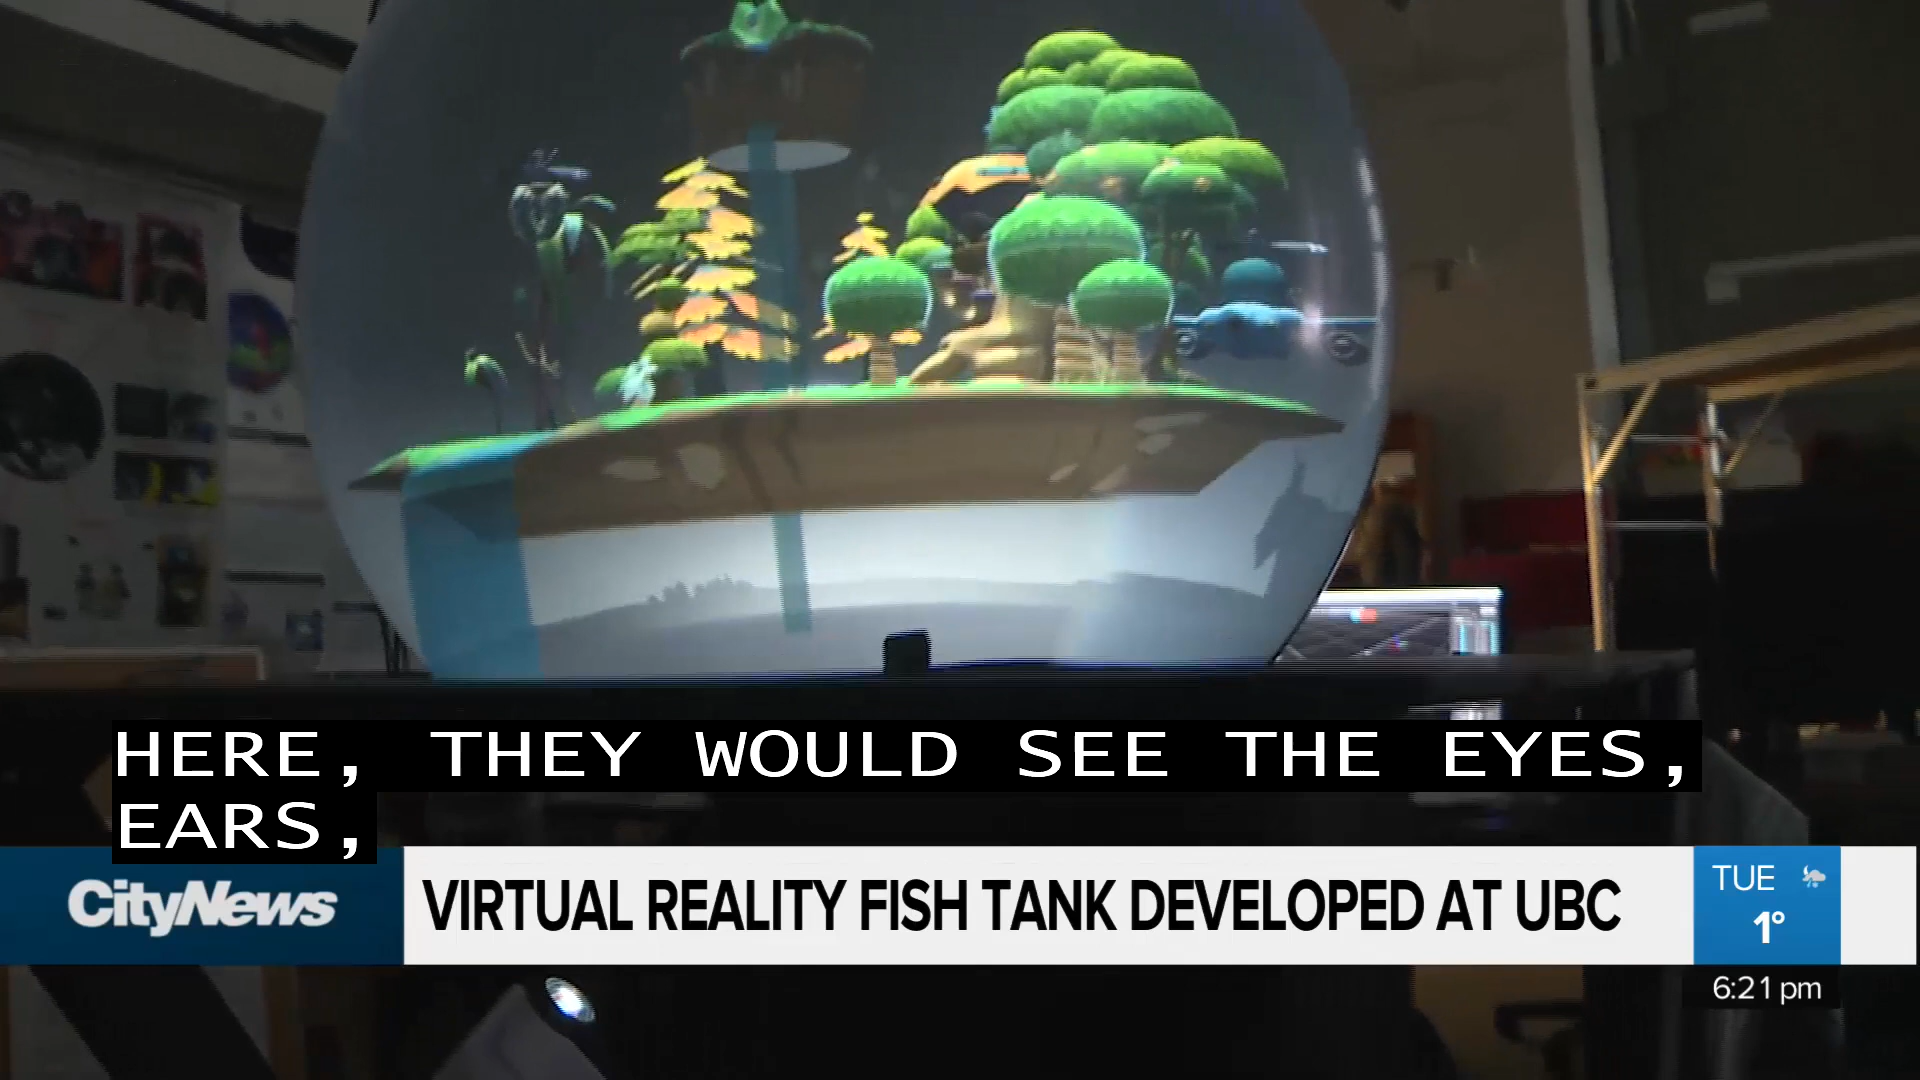 HERE, THEY WOULD SEE THE EYES,
EARS,
CityNews
VIRTUAL REALITY FISH TANK DEVELOPED AT UBC
TUE
1°
6:21 pm